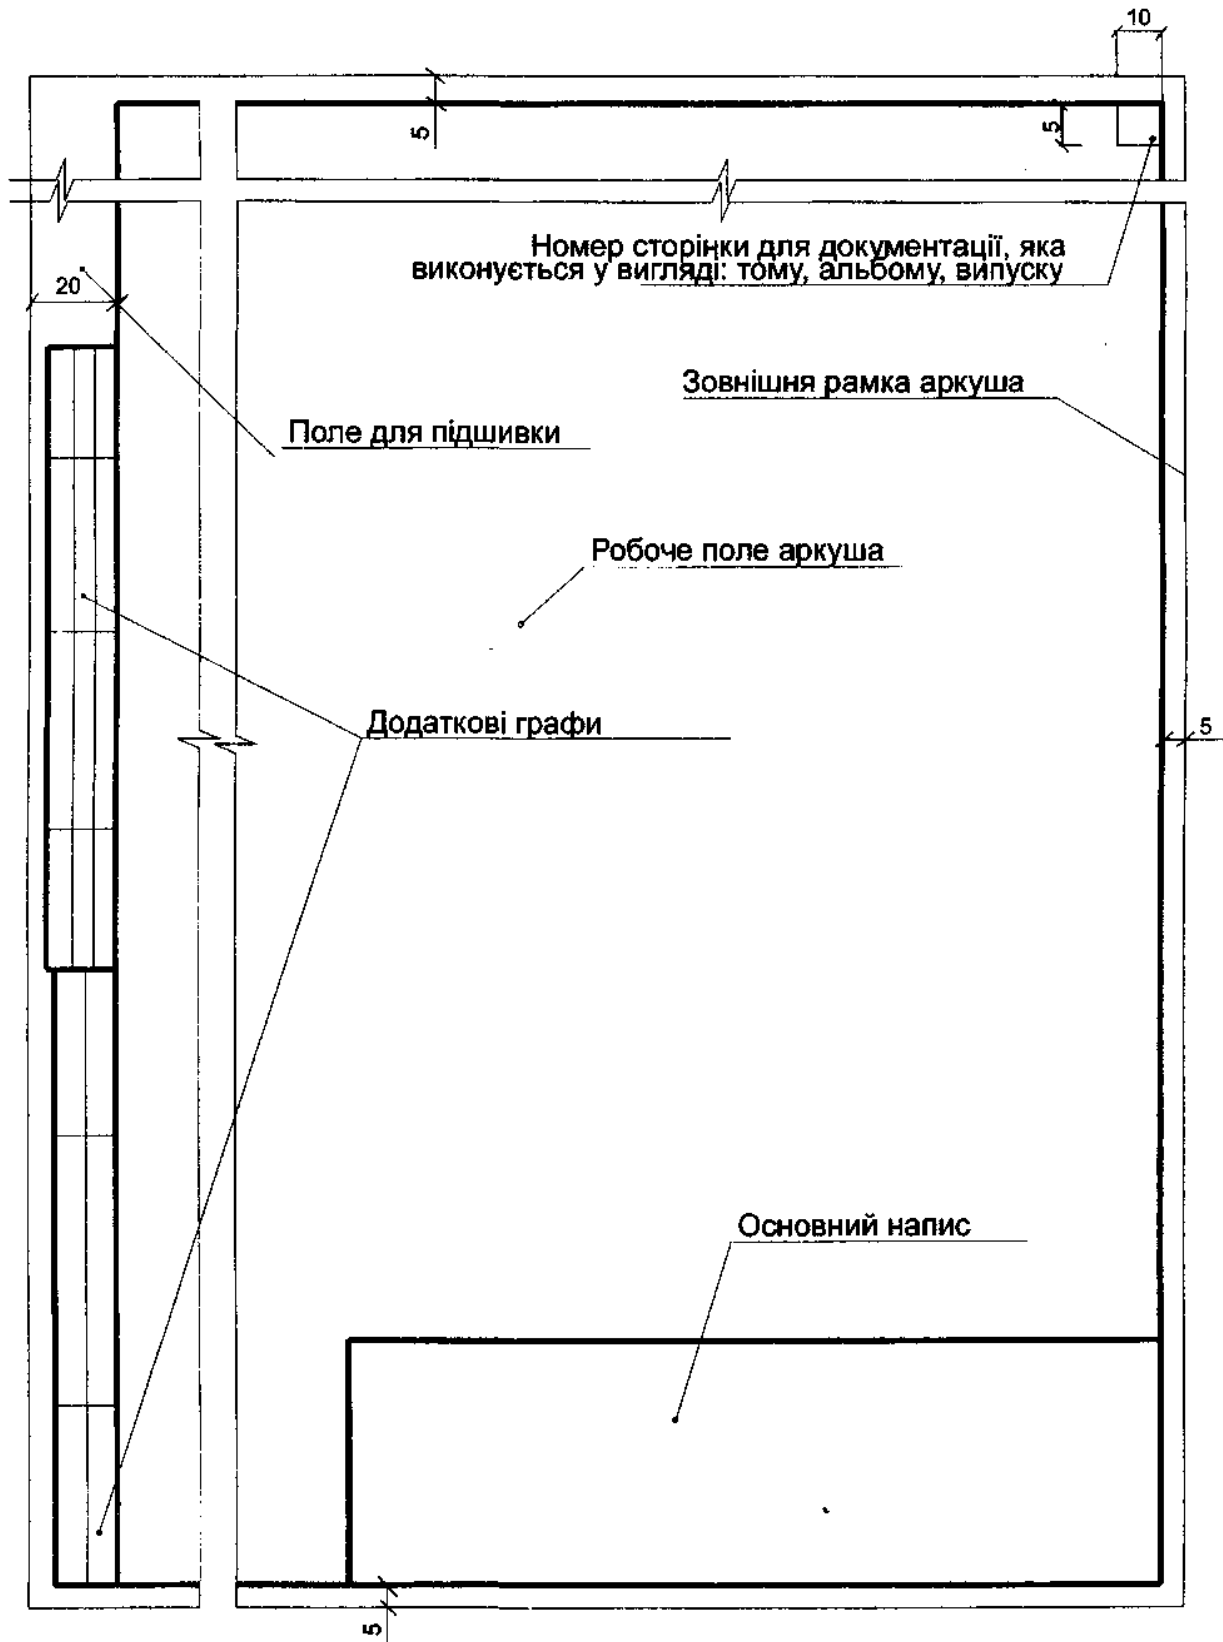 10
5
5
Номер сторінки для документації, яка
виконується у вигляді: тому, альбому, випуску
20
Зовнішня рамка аркуша
Поле для підшивки
Робоче поле аркуша
Додаткові графи
5
Основний напис
5